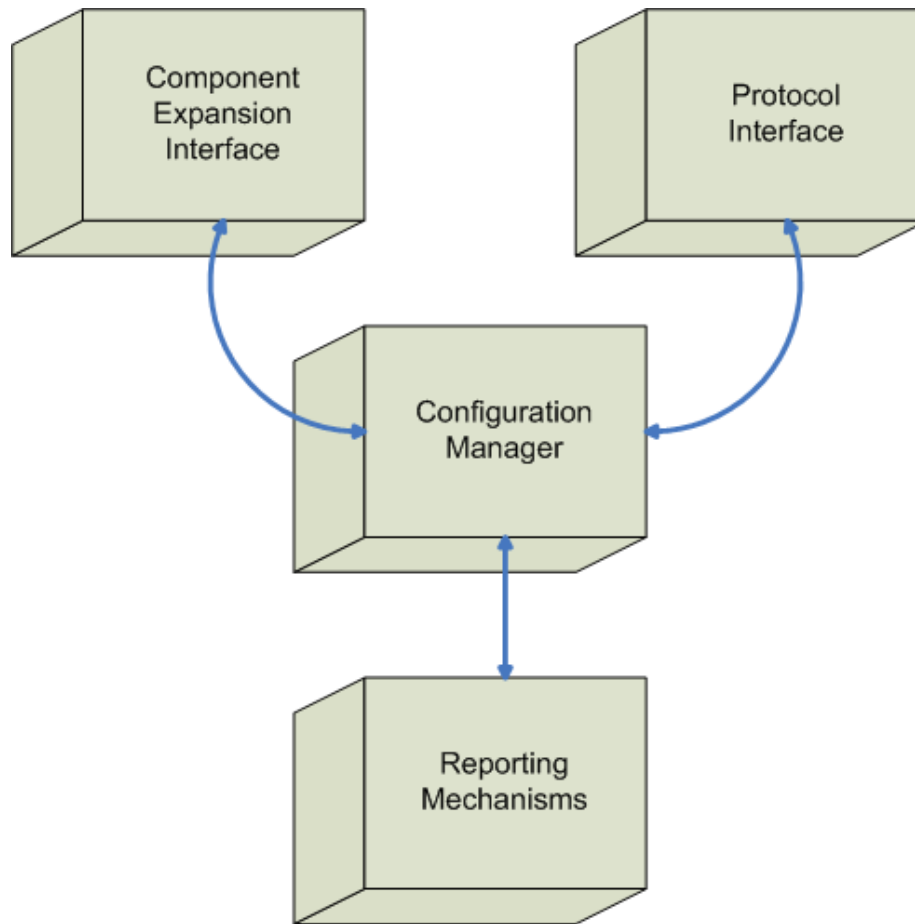 Component
Expansion
Interface
Protocol
Interface
Configuration
Manager
Reporting
Mechanisms